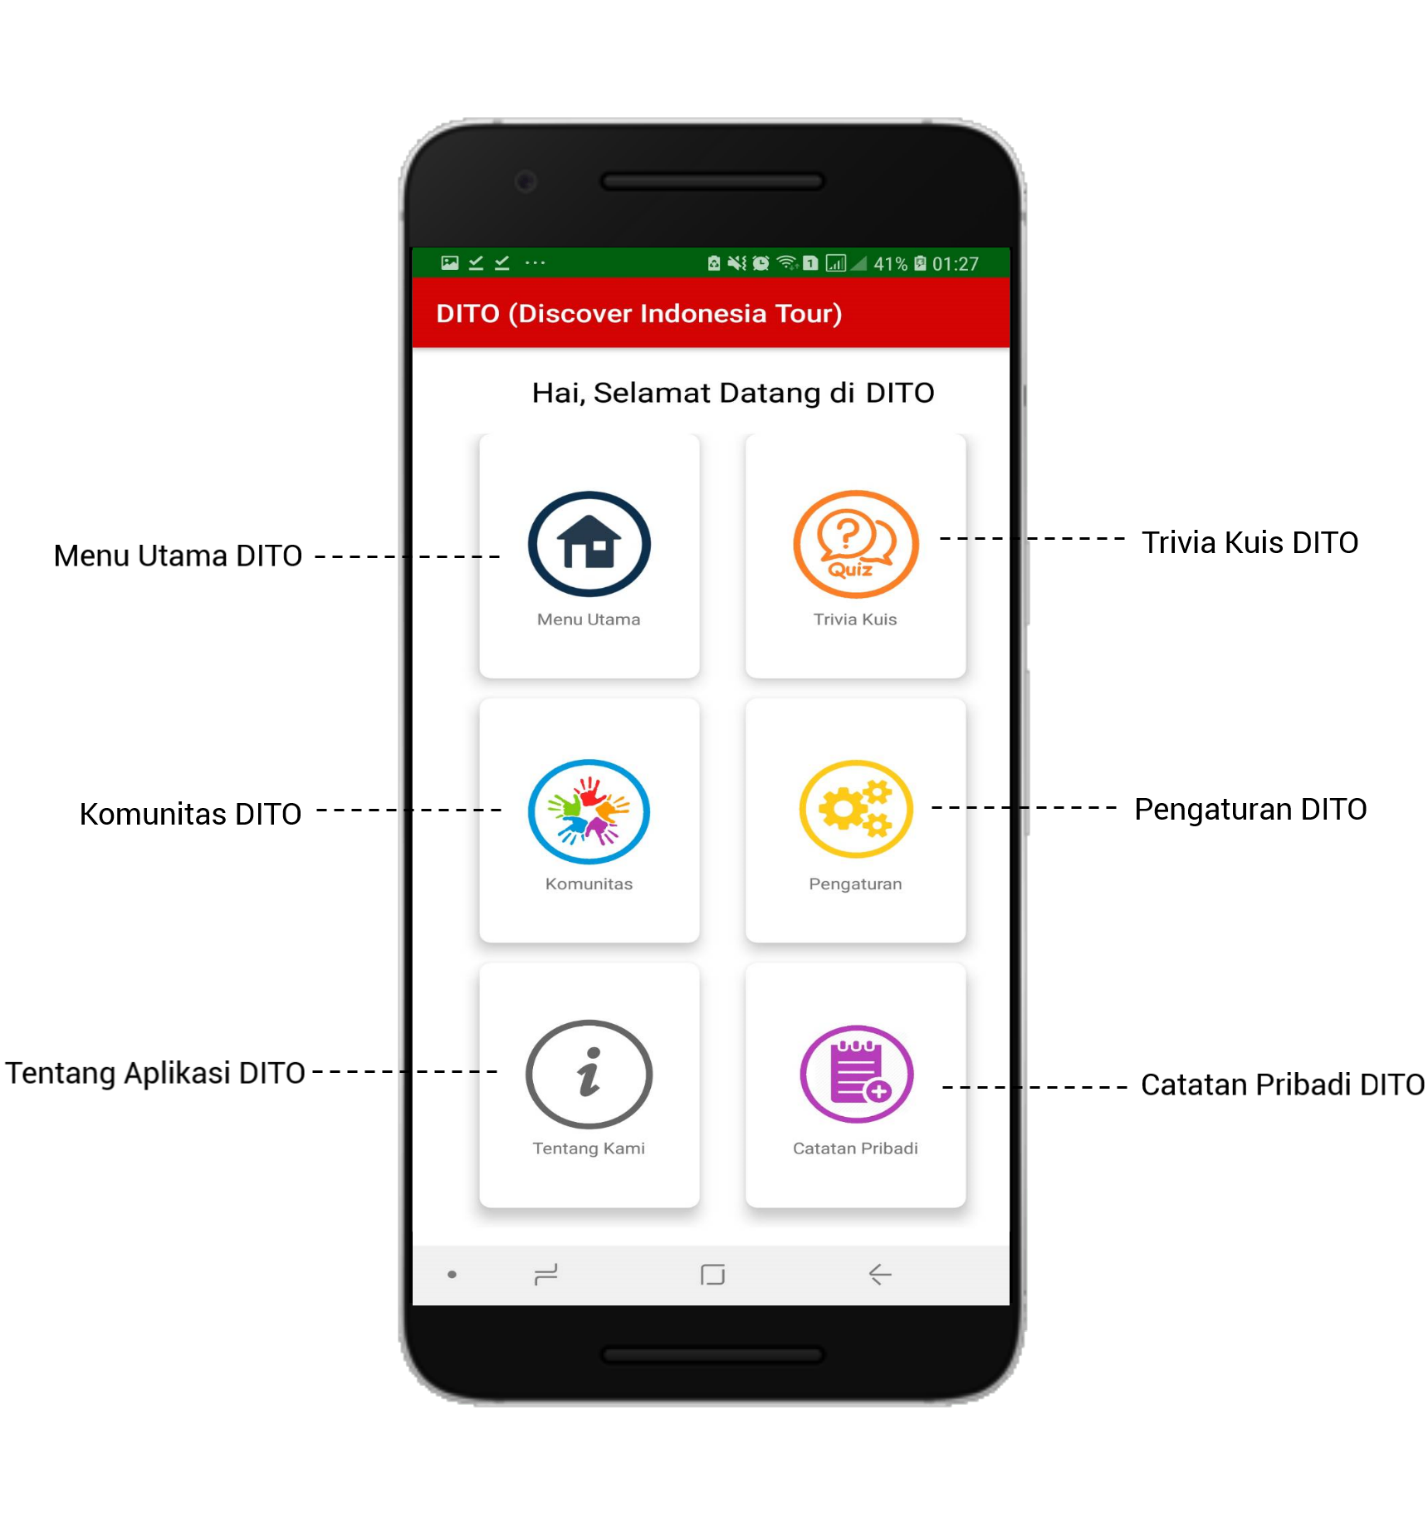 41% 01:27
DITO (Discover Indonesia Tour)
Hai, Selamat Datang di DITO
Menu Utama DITO
Quiz
Trivia Kuis DITO
Menu Utama
Trivia Kuis
Komunitas DITO
Pengaturan DITO
Komunitas
Pengaturan
Tentang Aplikasi DITO
Catatan Pribadi DITO
Tentang Kami
Catatan Pribadi